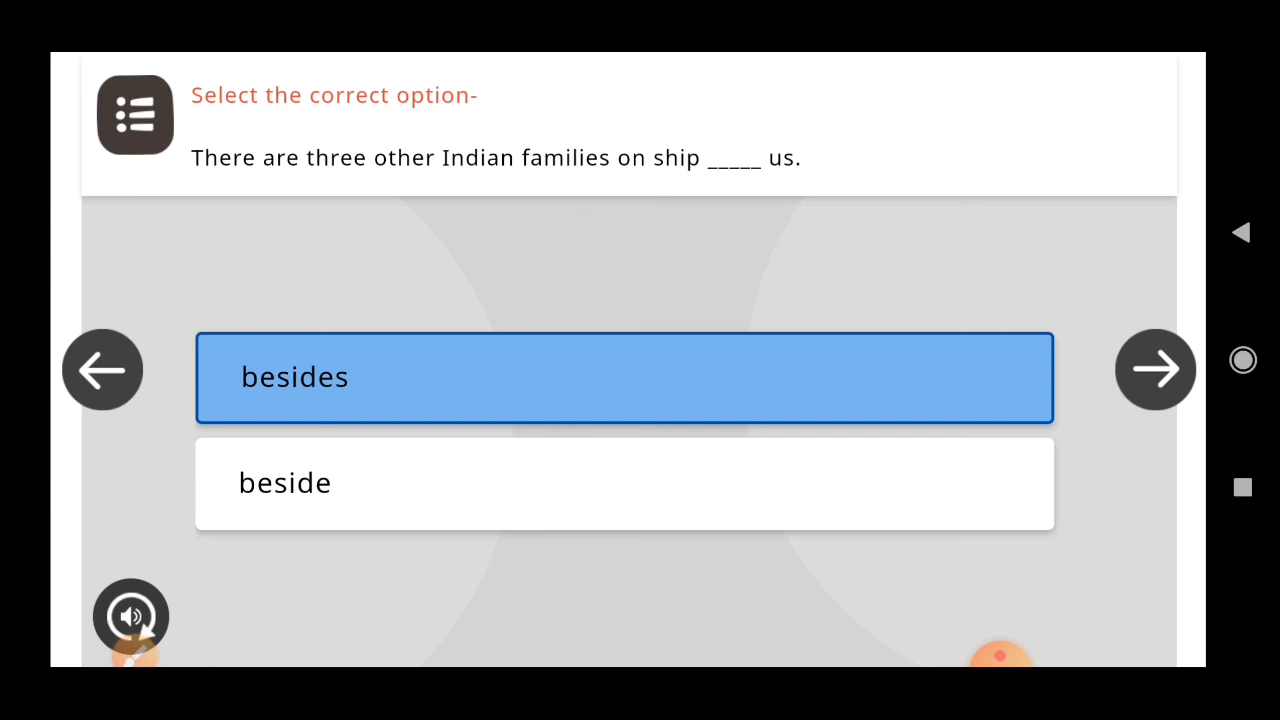 Select the correct option-
There are three other Indian families on ship _____ us.
besides
beside